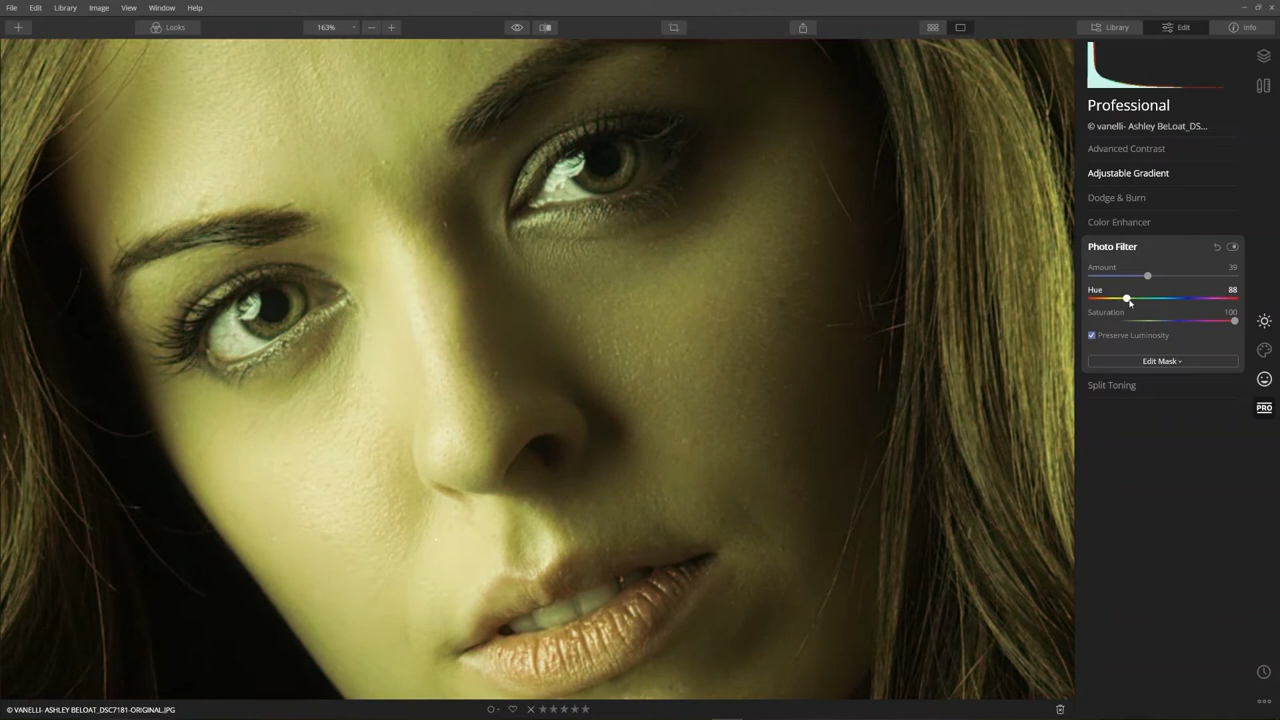 File Edit Library Image View Window Help
Looks 163% Library Edit Info
Professional
© vanelli- Ashley BeLoat_DS...
Advanced Contrast
Adjustable Gradient
Dodge & Burn
Color Enhancer
Photo Filter
Amount 39
Hue 88
Saturation 100
Preserve Luminosity
Edit Mask
Split Toning
PRO
© VANELLI- ASHLEY BELOAT_DSC7181-ORIGINAL.JPG